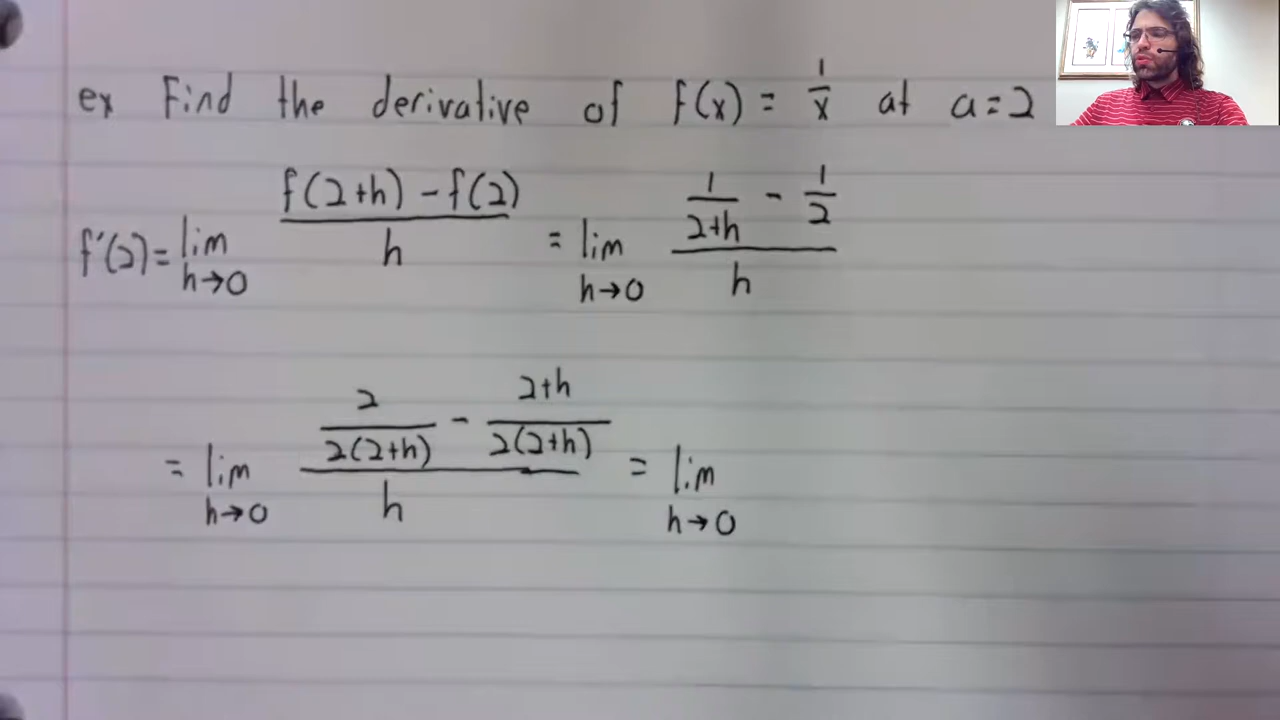 ex Find the derivative of f(x) = 1/x at a=2
f'(2) = lim h→0 (f(2+h) - f(2))/h = lim h→0 (1/(2+h) - 1/2)/h
= lim h→0 (2/(2(2+h)) - (2+h)/(2(2+h)))/h = lim h→0